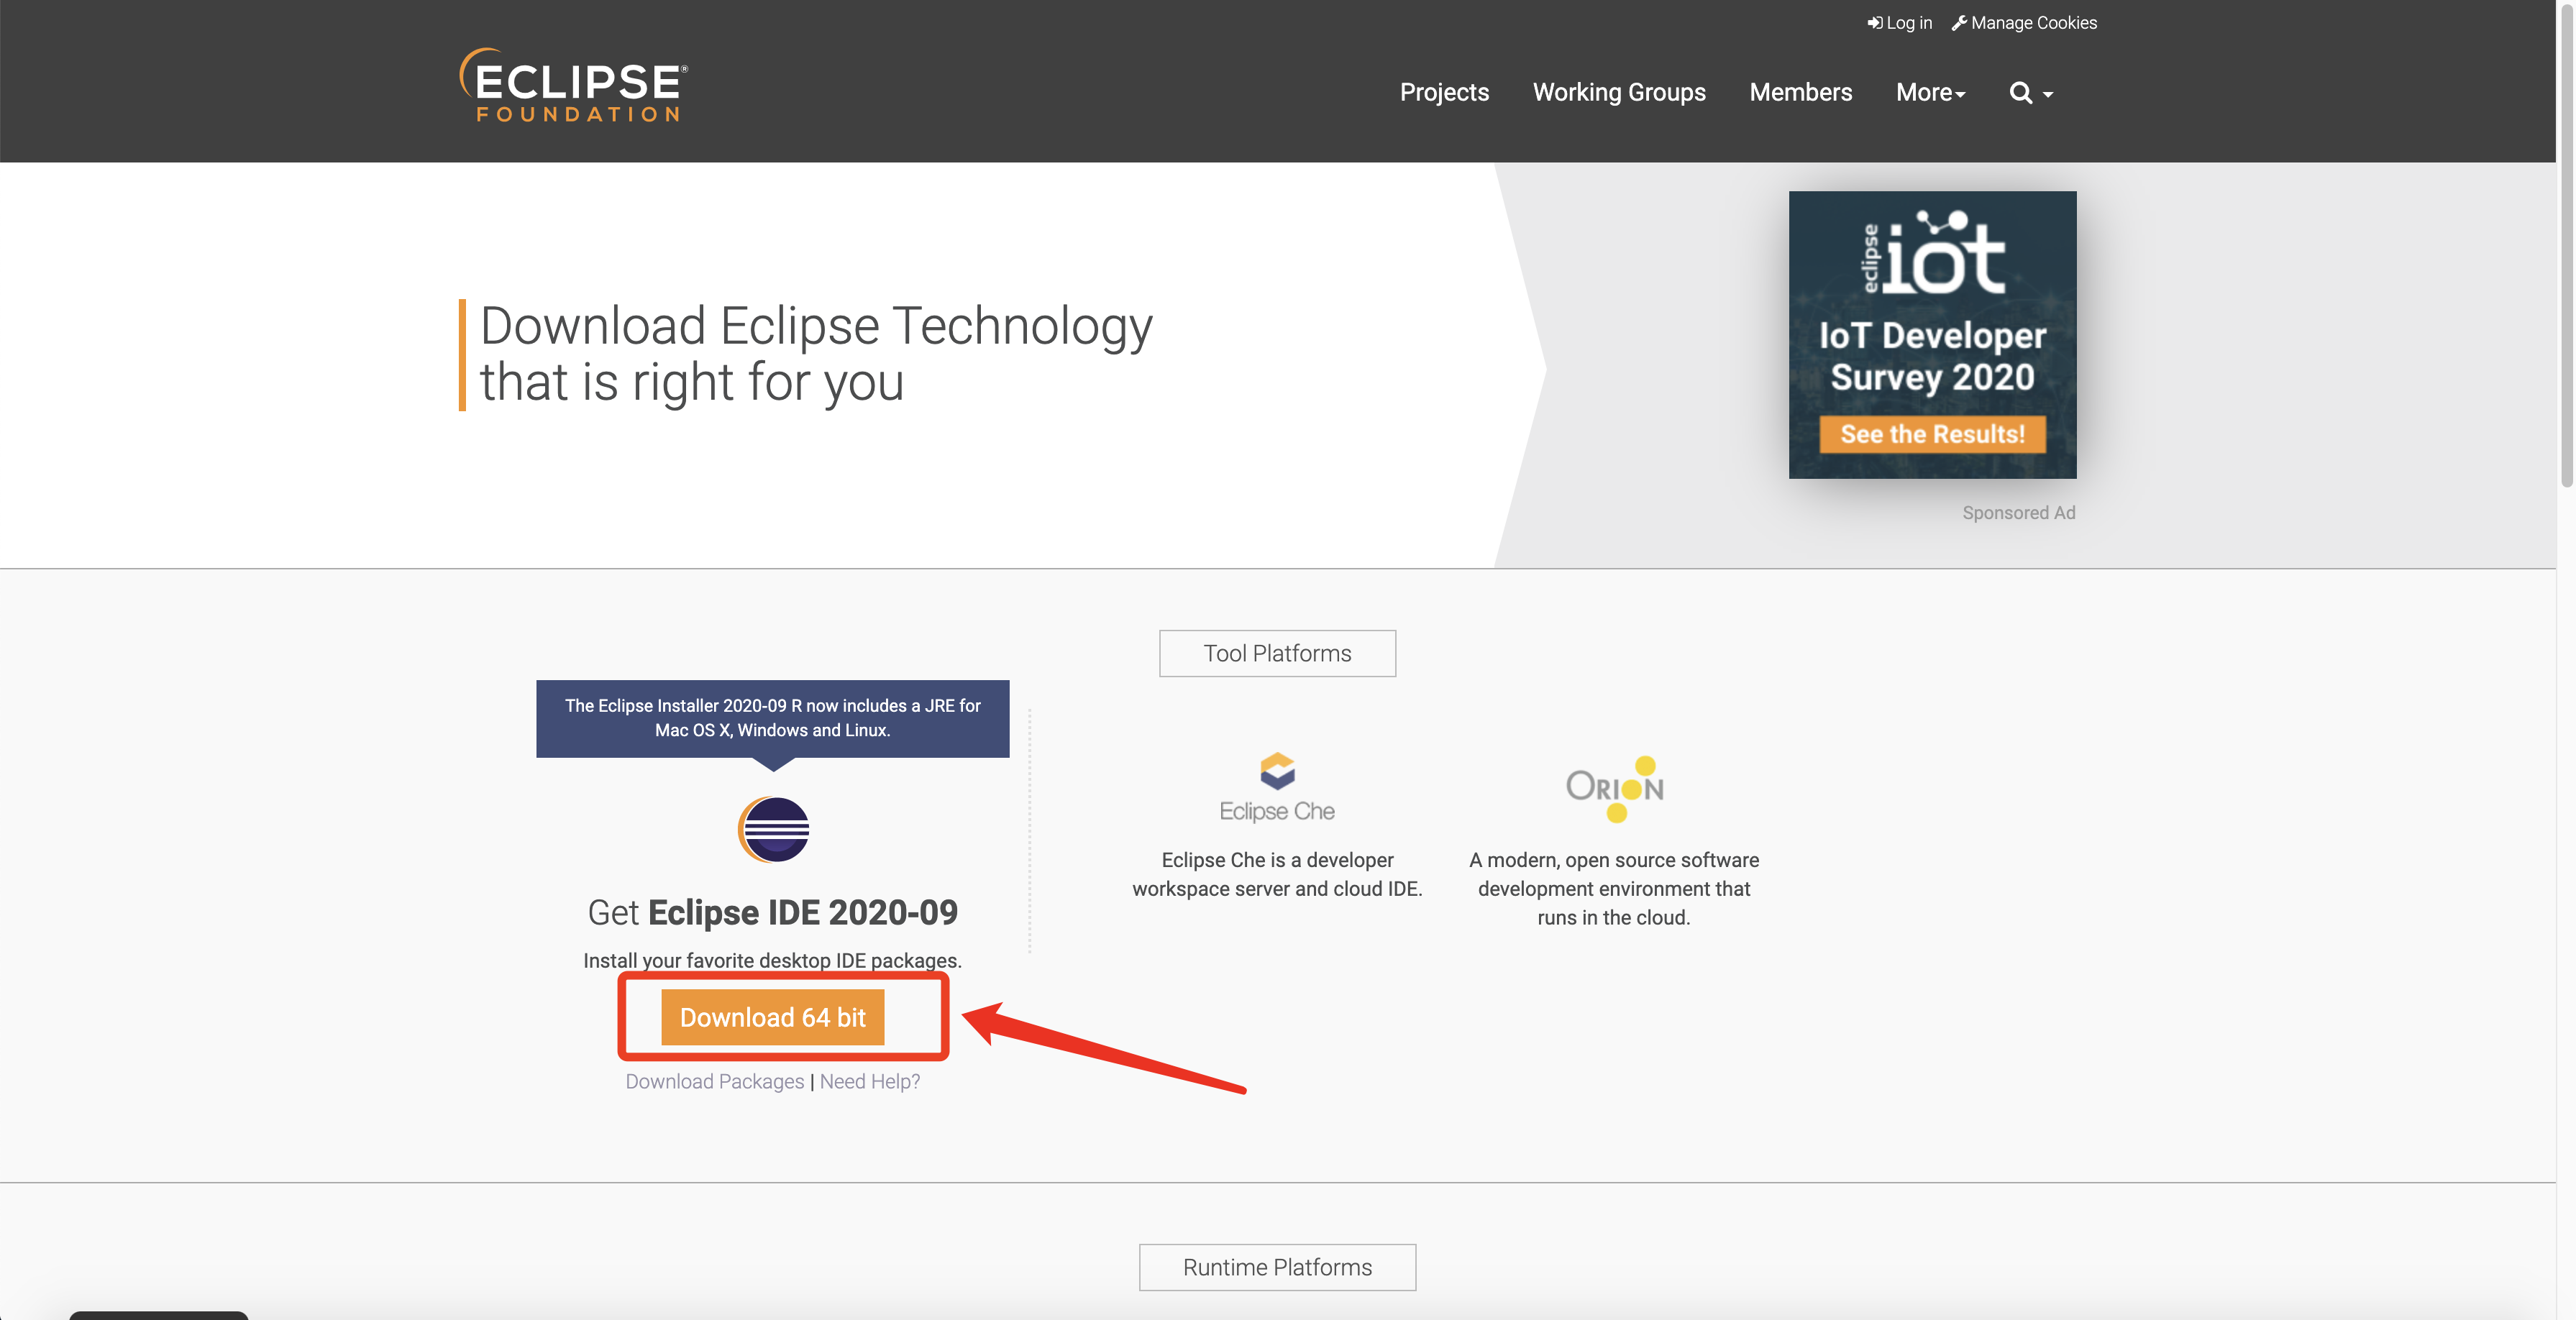 Log in Manage Cookies
ECLIPSE®
FOUNDATION
Projects Working Groups Members More
Download Eclipse Technology
that is right for you
eclipse
iot
IoT Developer
Survey 2020
See the Results!
Sponsored Ad
Tool Platforms
The Eclipse Installer 2020-09 R now includes a JRE for
Mac OS X, Windows and Linux.
Get Eclipse IDE 2020-09
Install your favorite desktop IDE packages.
Download 64 bit
Download Packages | Need Help?
Eclipse Che
Eclipse Che is a developer
workspace server and cloud IDE.
ORION
A modern, open source software
development environment that
runs in the cloud.
Runtime Platforms